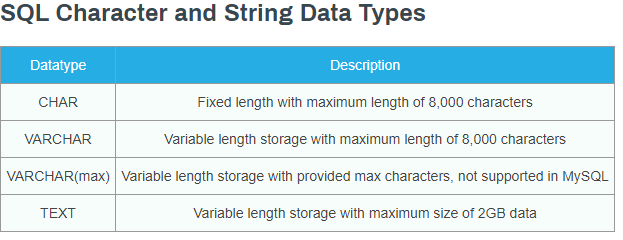 SQL Character and String Data Types
Datatype Description
CHAR Fixed length with maximum length of 8,000 characters
VARCHAR Variable length storage with maximum length of 8,000 characters
VARCHAR(max) Variable length storage with provided max characters, not supported in MySQL
TEXT Variable length storage with maximum size of 2GB data